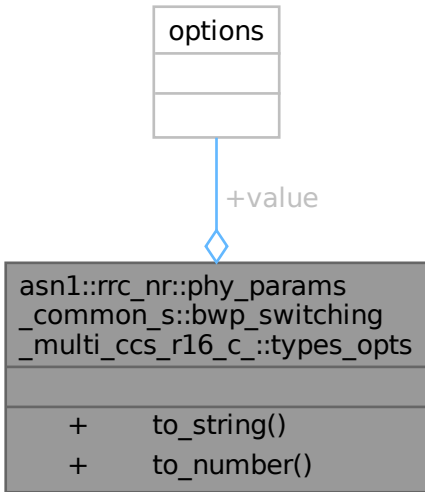 options
+value
asn1::rrc_nr::phy_params
_common_s::bwp_switching
_multi_ccs_r16_c_::types_opts
+ to_string()
+ to_number()